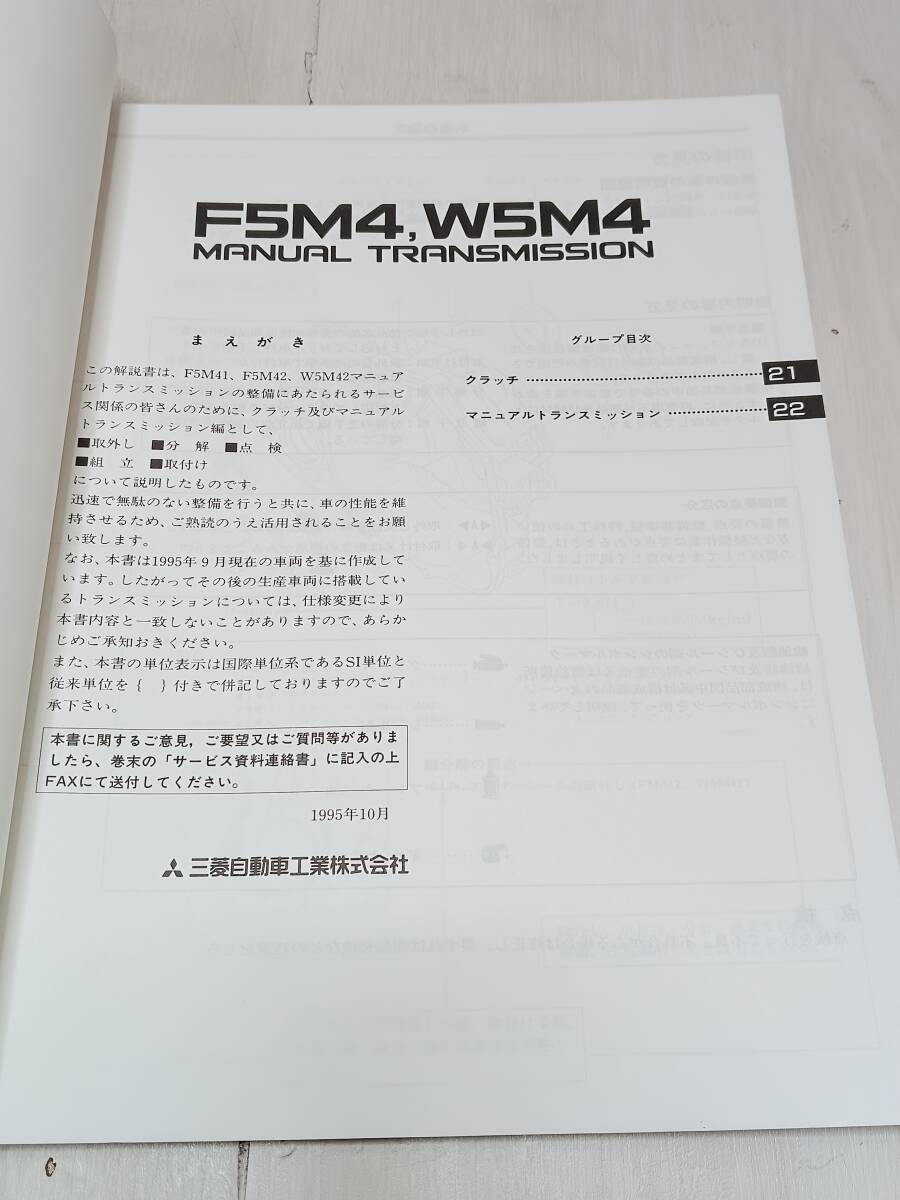 F5M4, W5M4
MANUAL TRANSMISSION
まえがき
この解説書は、F5M41、F5M42、W5M42マニュア
ルトランスミッションの整備にあたられるサービ
ス関係の皆さんのために、クラッチ及びマニュアル
トランスミッション編として、
■取外し ■分解 ■点検
■組立 ■取付け
について説明したものです。
迅速で無駄のない整備を行うと共に、車の性能を維
持させるため、ご熟読のうえ活用されることをお願
い致します。
なお、本書は1995年9月現在の車両を基に作成して
います。したがってその後の生産車両に搭載してい
るトランスミッションについては、仕様変更により
本書内容と一致しないことがありますので、あらか
じめご承知おきください。
また、本書の単位表示は国際単位系であるSI単位と
従来単位を{ }付きで併記しておりますのでご了
承下さい。
本書に関するご意見，ご要望又はご質問等がありま
したら、巻末の「サービス資料連絡書」に記入の上
FAXにて送付してください。
1995年10月
三菱自動車工業株式会社
グループ目次
クラッチ ……………………………… 21
マニュアルトランスミッション …………… 22